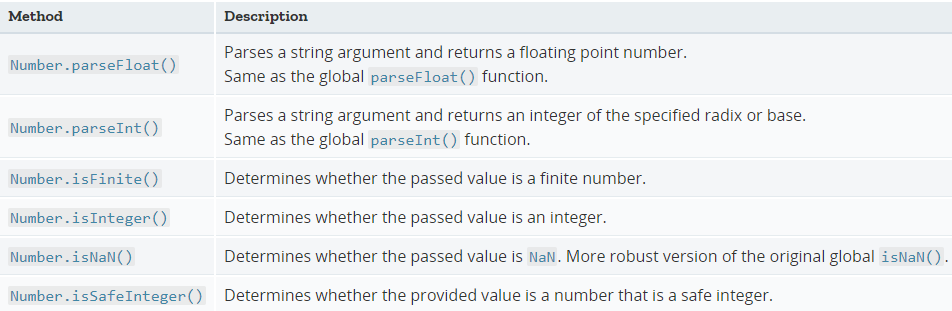 Method Description
Number.parseFloat() Parses a string argument and returns a floating point number.
Same as the global parseFloat() function.
Number.parseInt() Parses a string argument and returns an integer of the specified radix or base.
Same as the global parseInt() function.
Number.isFinite() Determines whether the passed value is a finite number.
Number.isInteger() Determines whether the passed value is an integer.
Number.isNaN() Determines whether the passed value is NaN. More robust version of the original global isNaN().
Number.isSafeInteger() Determines whether the provided value is a number that is a safe integer.